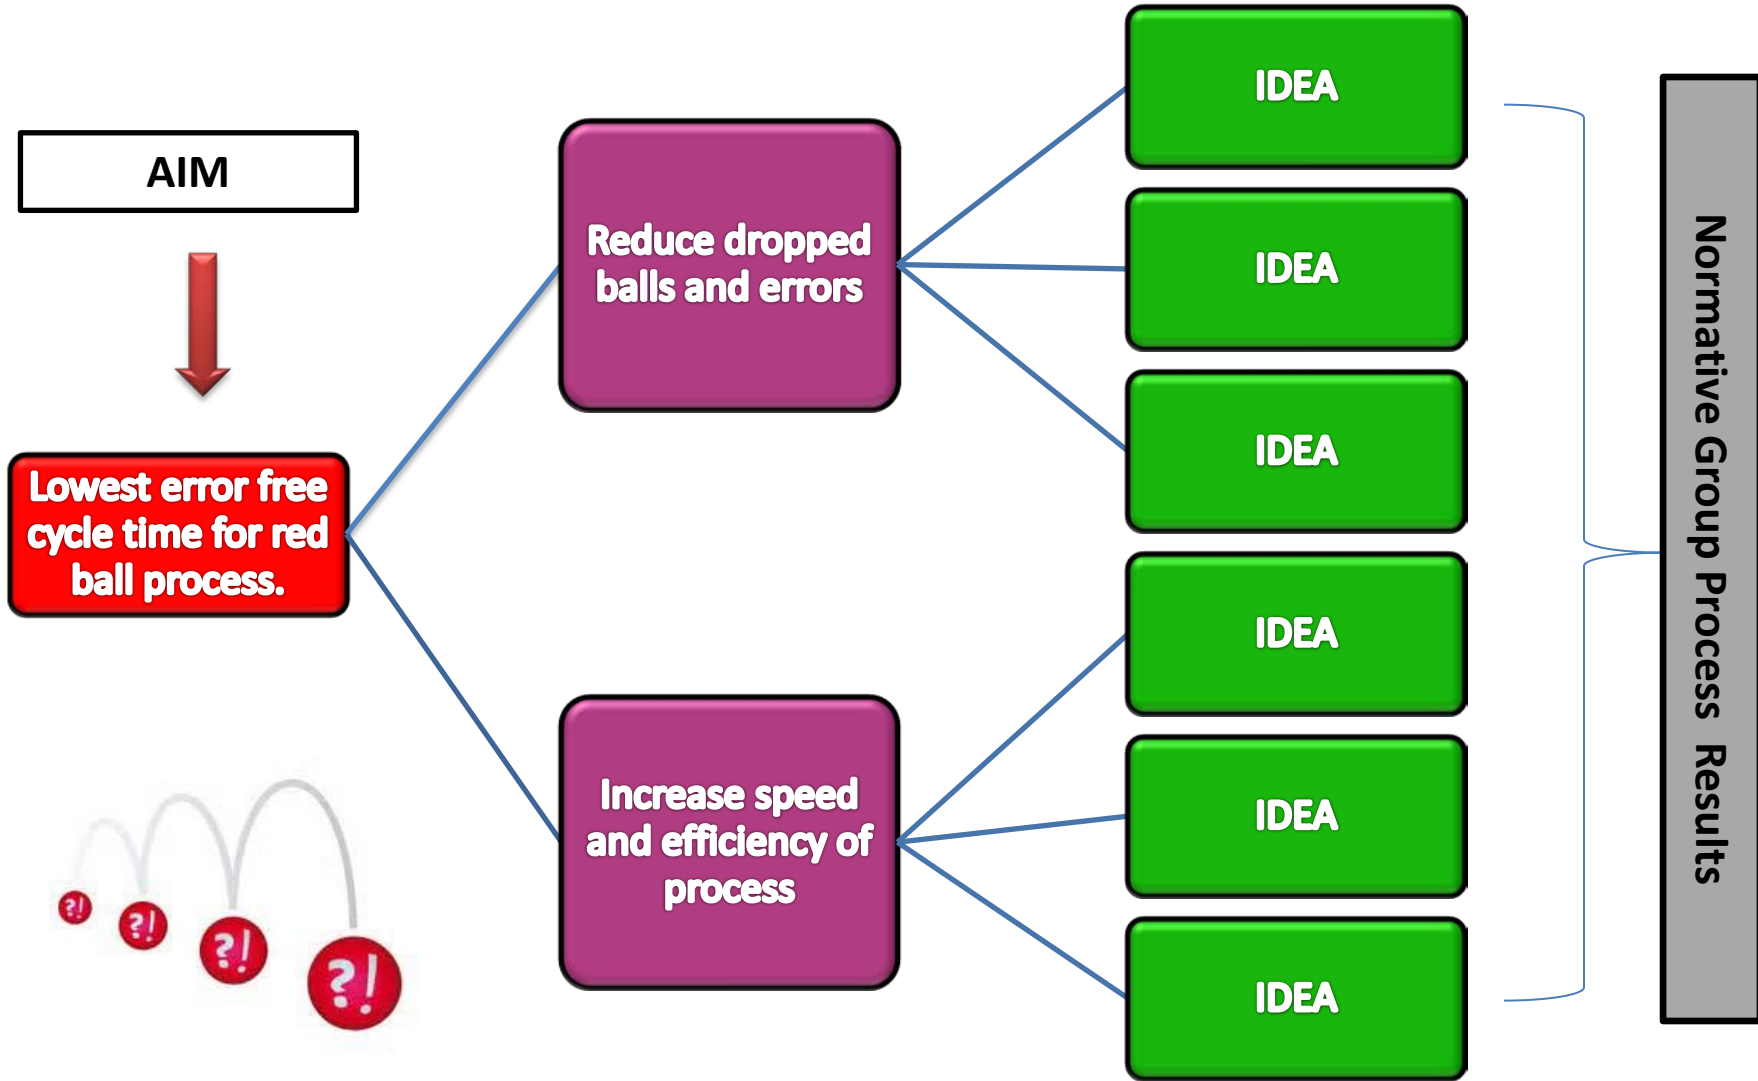 AIM
Lowest error free
cycle time for red
ball process.
Reduce dropped
balls and errors
Increase speed
and efficiency of
process
IDEA
IDEA
IDEA
IDEA
IDEA
IDEA
Normative Group Process Results
?!
?!
?!
?!